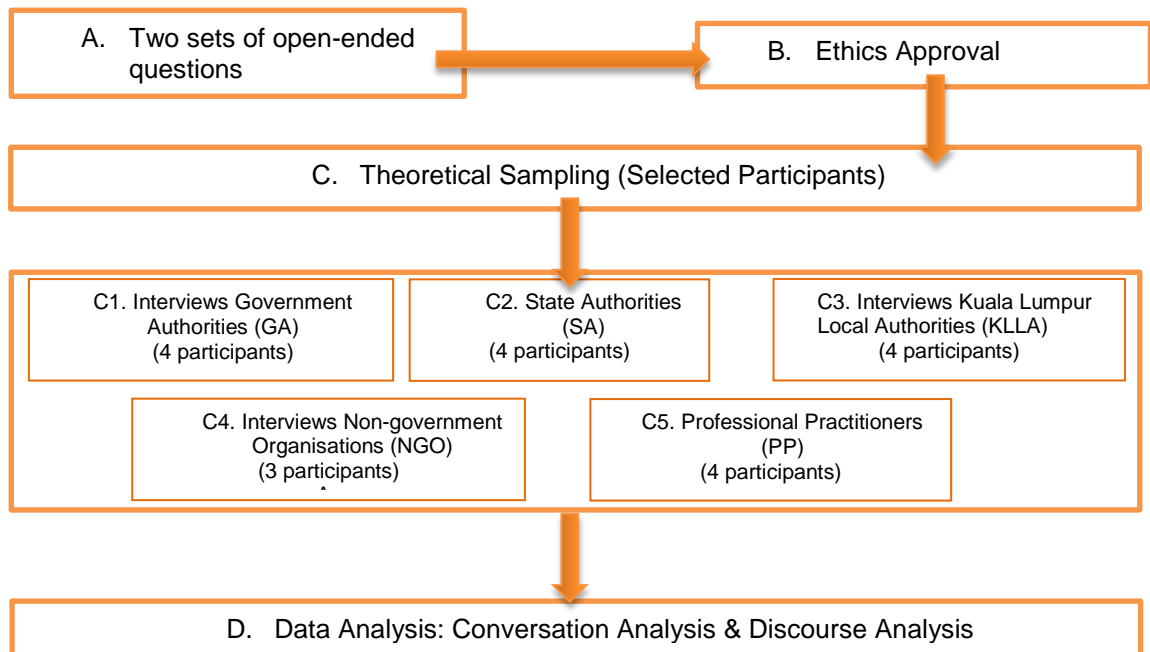 A. Two sets of open-ended
questions
B. Ethics Approval
C. Theoretical Sampling (Selected Participants)
C1. Interviews Government
Authorities (GA)
(4 participants)
C2. State Authorities
(SA)
(4 participants)
C3. Interviews Kuala Lumpur
Local Authorities (KLLA)
(4 participants)
C4. Interviews Non-government
Organisations (NGO)
(3 participants)
C5. Professional Practitioners
(PP)
(4 participants)
D. Data Analysis: Conversation Analysis & Discourse Analysis